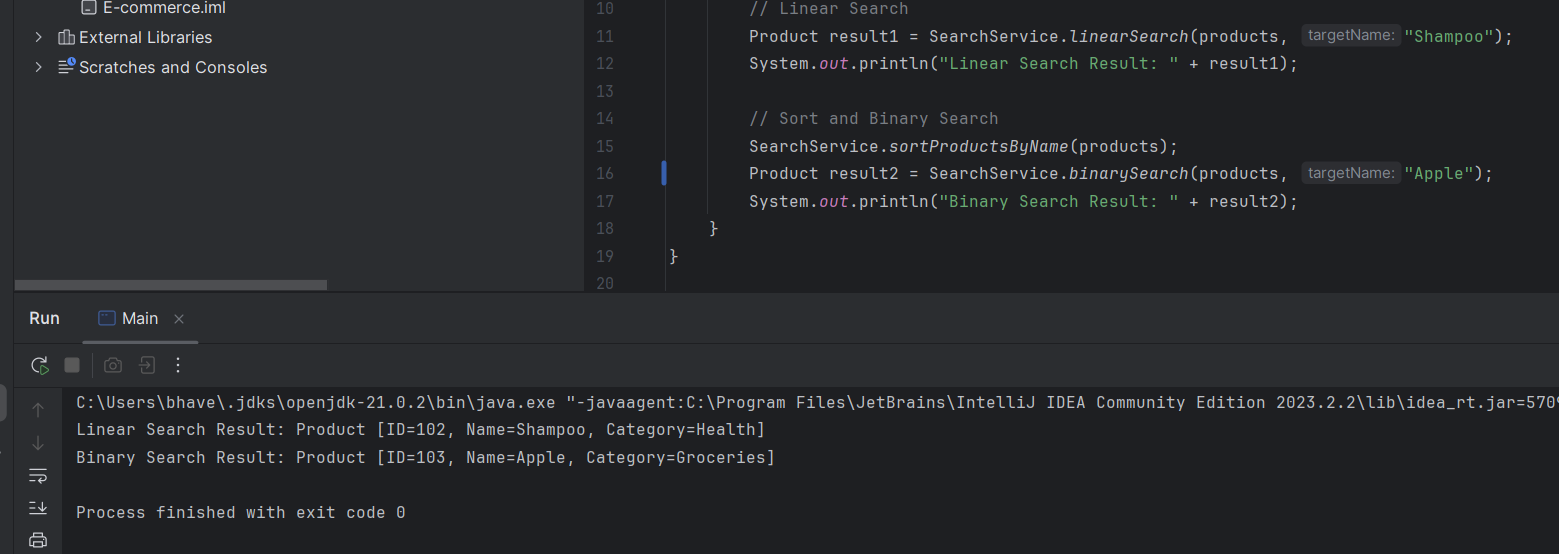 E-commerce.iml
External Libraries
Scratches and Consoles
10 // Linear Search
11 Product result1 = SearchService.linearSearch(products, targetName: "Shampoo");
12 System.out.println("Linear Search Result: " + result1);
13
14 // Sort and Binary Search
15 SearchService.sortProductsByName(products);
16 Product result2 = SearchService.binarySearch(products, targetName: "Apple");
17 System.out.println("Binary Search Result: " + result2);
18 }
19 }
20
Run Main
C:\Users\bhave\.jdks\openjdk-21.0.2\bin\java.exe "-javaagent:C:\Program Files\JetBrains\IntelliJ IDEA Community Edition 2023.2.2\lib\idea_rt.jar=5709
Linear Search Result: Product [ID=102, Name=Shampoo, Category=Health]
Binary Search Result: Product [ID=103, Name=Apple, Category=Groceries]
Process finished with exit code 0